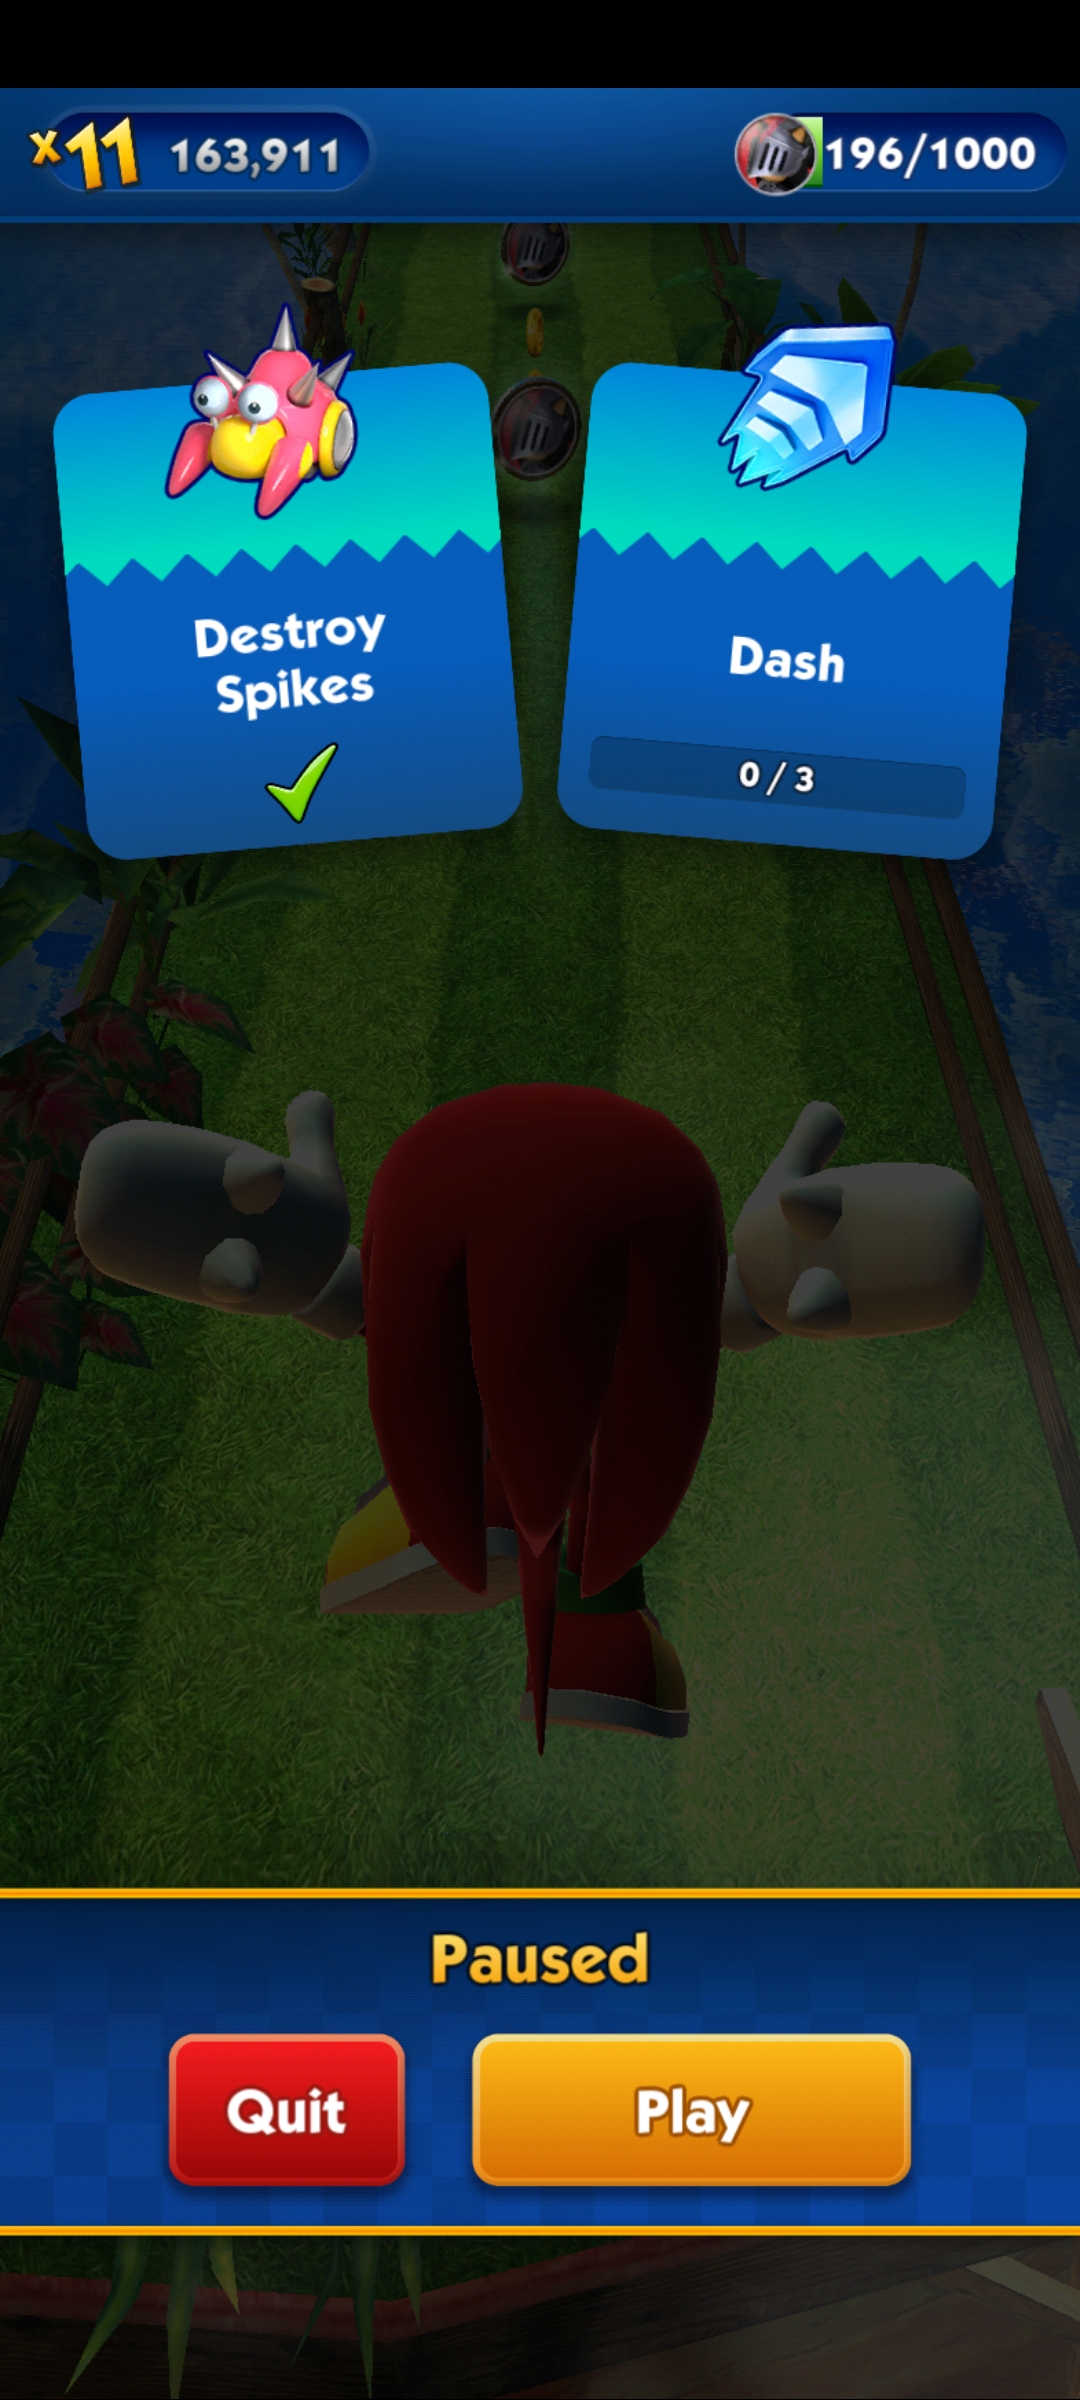 x11 163,911
196/1000
Destroy
Spikes
Dash
0 / 3
Paused
Quit
Play